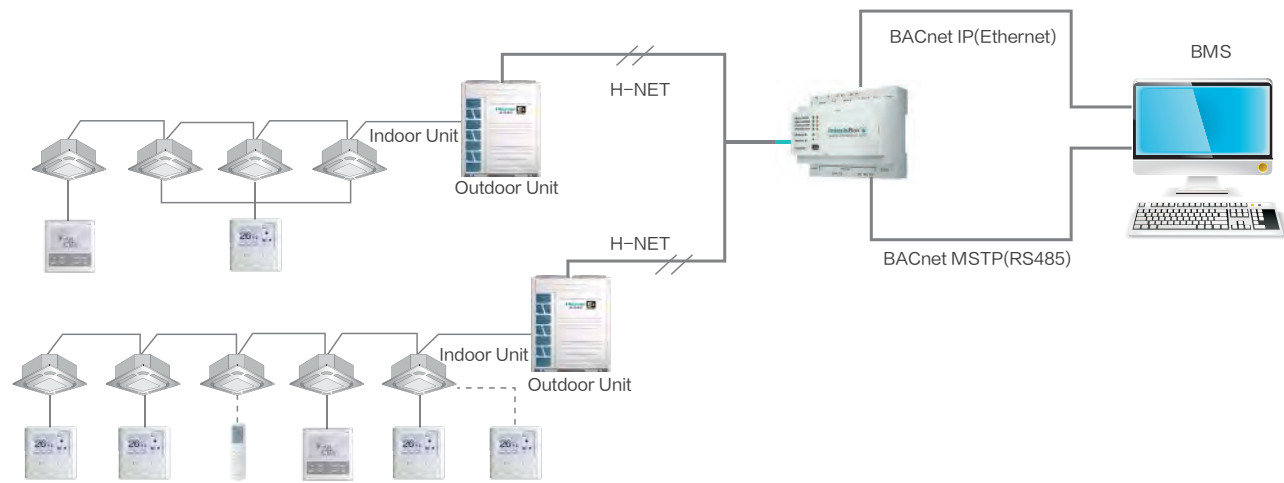 BACnet IP(Ethernet)
BMS
H-NET
Indoor Unit
Outdoor Unit
H-NET
BACnet MSTP(RS485)
Indoor Unit
Outdoor Unit